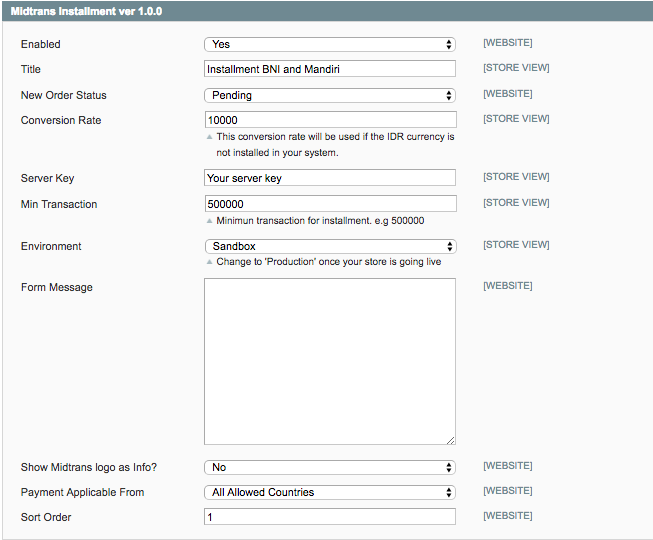 Midtrans Installment ver 1.0.0
Enabled Yes [WEBSITE]
Title Installment BNI and Mandiri [STORE VIEW]
New Order Status Pending [WEBSITE]
Conversion Rate 10000 [STORE VIEW]
This conversion rate will be used if the IDR currency is
not installed in your system.
Server Key Your server key [STORE VIEW]
Min Transaction 500000 [STORE VIEW]
Minimun transaction for installment. e.g 500000
Environment Sandbox [STORE VIEW]
Change to 'Production' once your store is going live
Form Message [WEBSITE]
Show Midtrans logo as Info? No [WEBSITE]
Payment Applicable From All Allowed Countries [WEBSITE]
Sort Order 1 [WEBSITE]